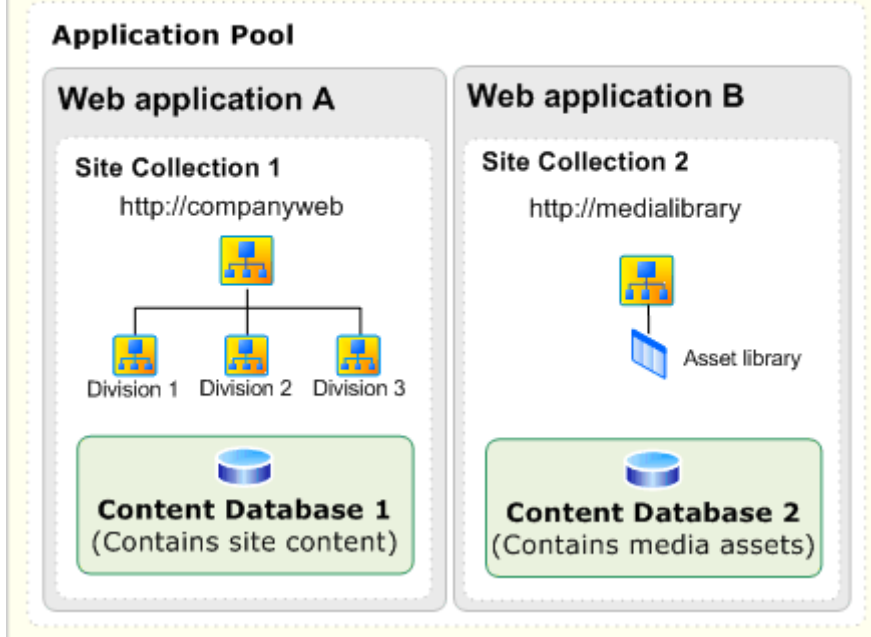 Application Pool
Web application A
Site Collection 1
http://companyweb
Division 1
Division 2
Division 3
Content Database 1
(Contains site content)
Web application B
Site Collection 2
http://medialibrary
Asset library
Content Database 2
(Contains media assets)